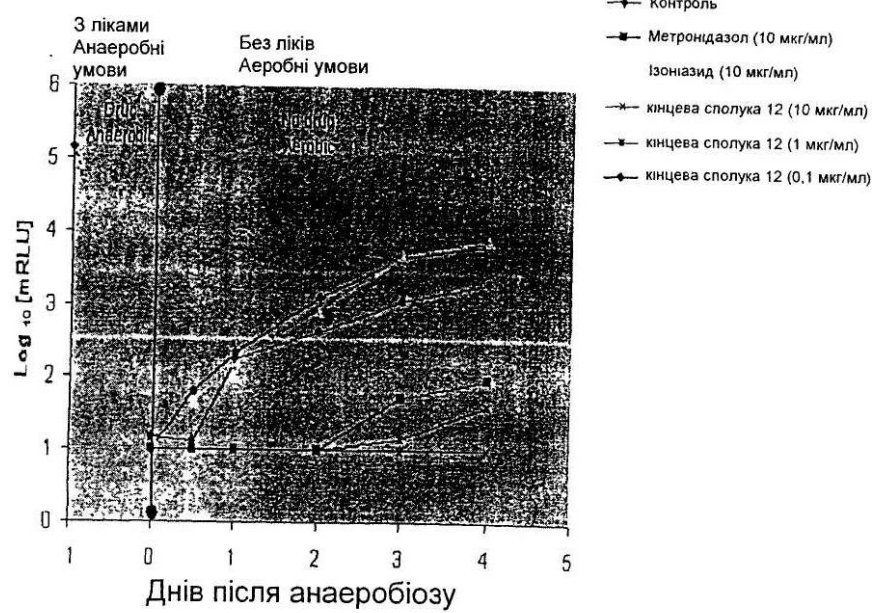 З ліками
Анаеробні
умови
Без ліків
Аеробні умови
Контроль
Метронідазол (10 мкг/мл)
Ізоніазид (10 мкг/мл)
кінцева сполука 12 (10 мкг/мл)
кінцева сполука 12 (1 мкг/мл)
кінцева сполука 12 (0,1 мкг/мл)
Drug
Anaerobic
No drug
Aerobic
Log 10 [mRLU]
6
5
4
3
2
1
0
1 0 1 2 3 4 5
Днів після анаеробіозу